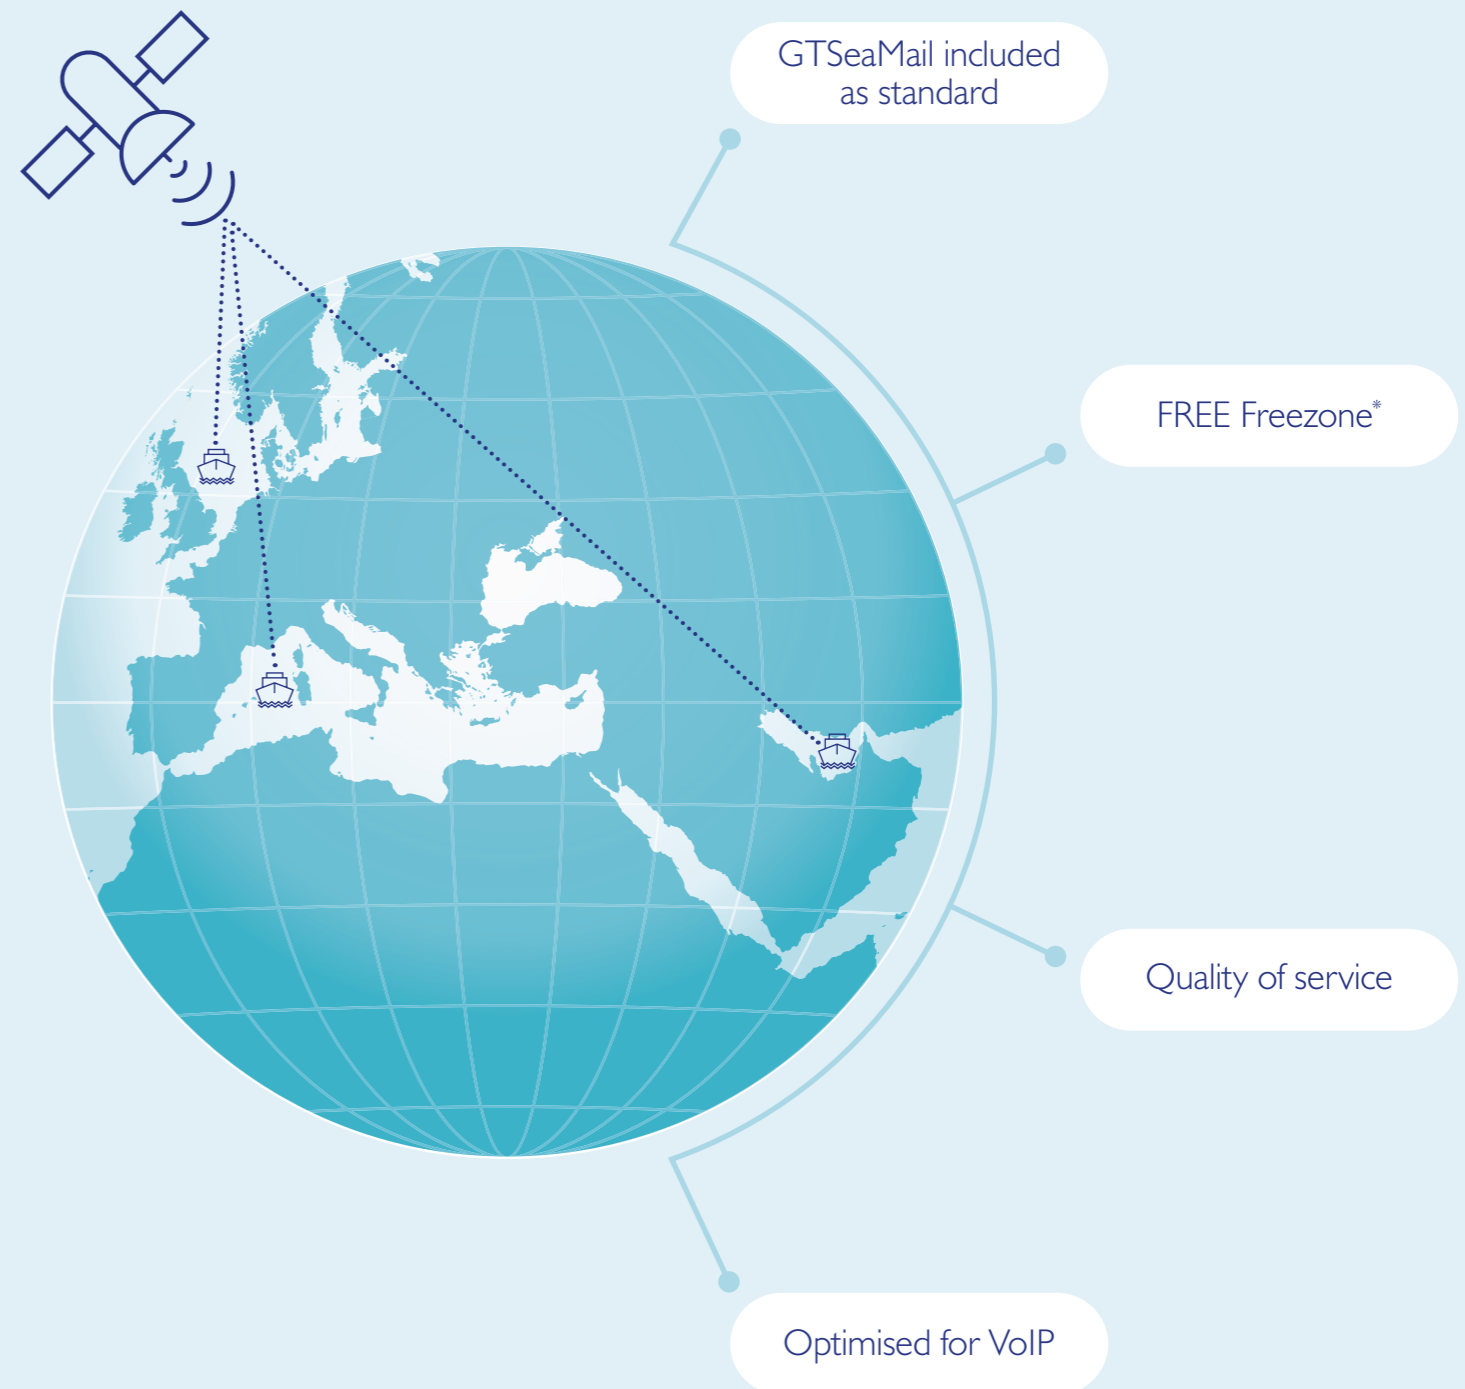 GTSeaMail included
as standard
FREE Freezone*
Quality of service
Optimised for VoIP